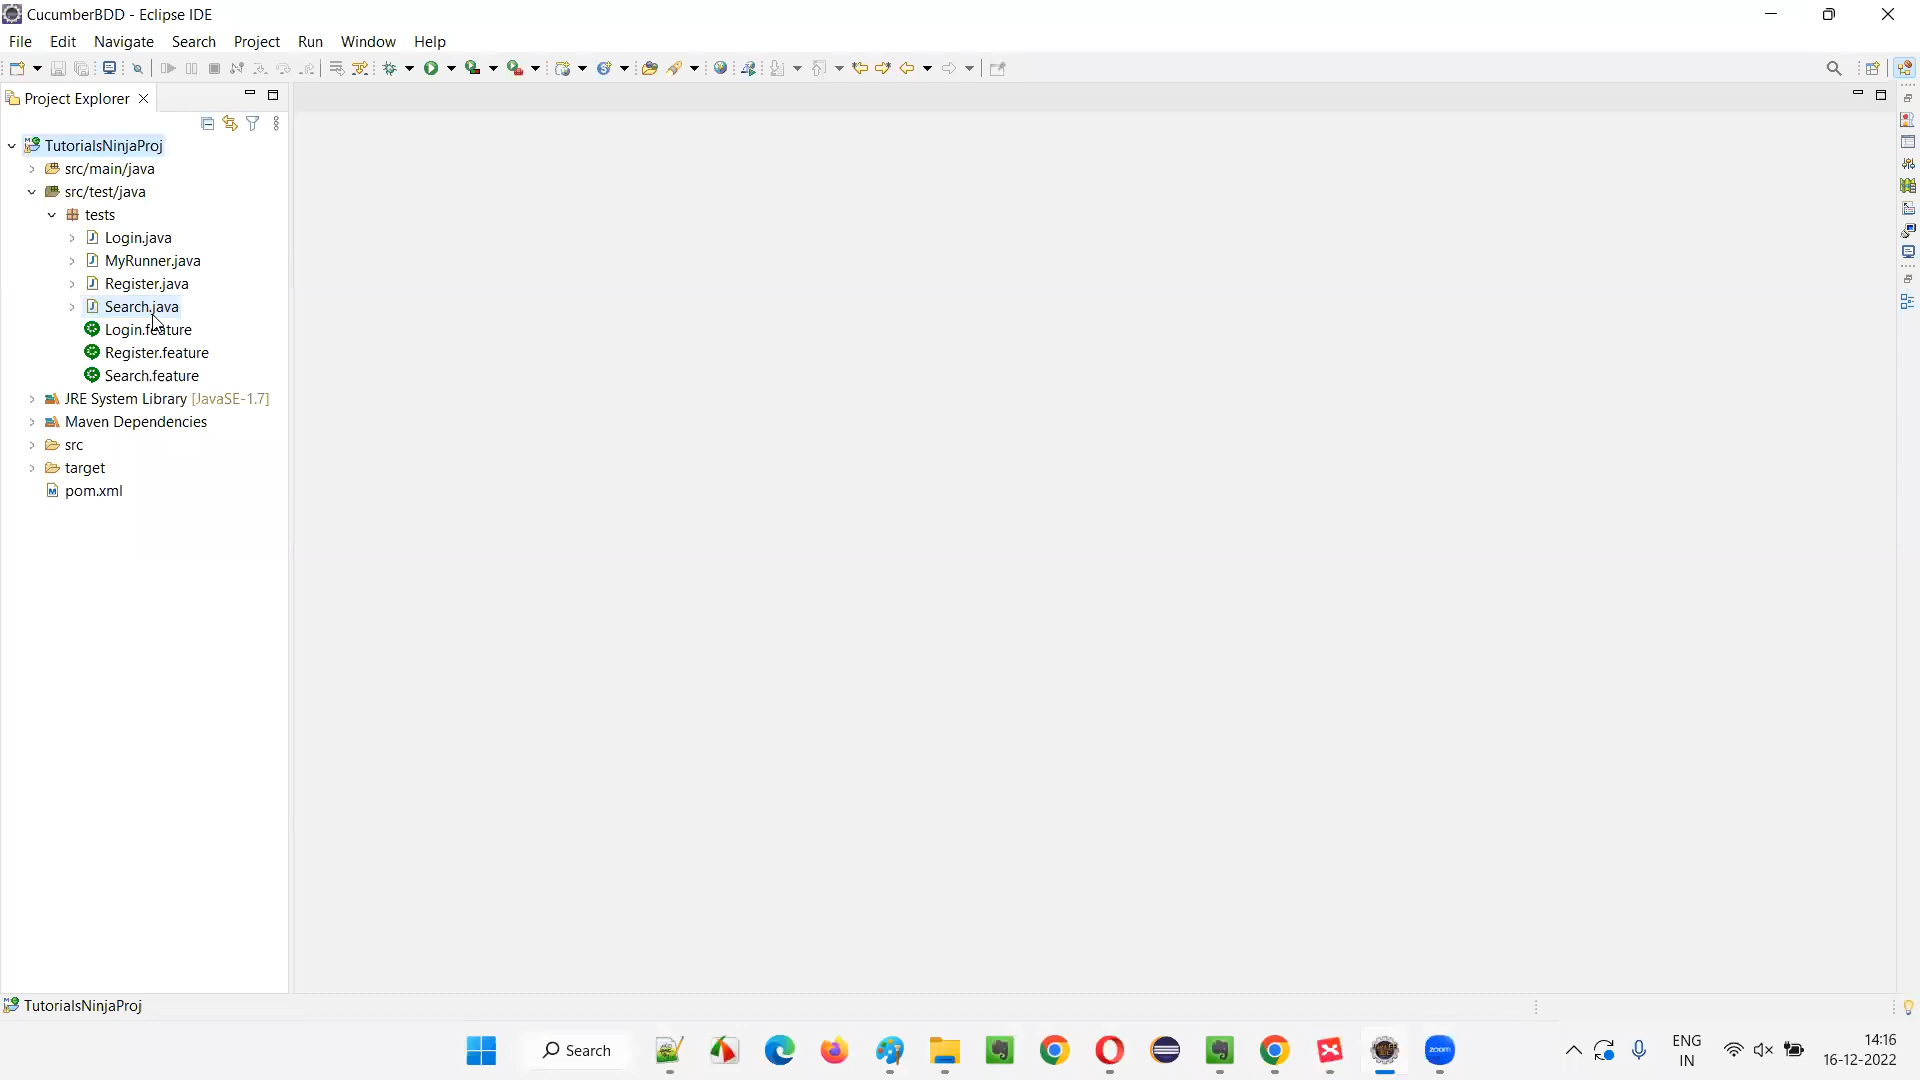 CucumberBDD - Eclipse IDE
File Edit Navigate Search Project Run Window Help
Project Explorer
TutorialsNinjaProj
src/main/java
src/test/java
tests
Login.java
MyRunner.java
Register.java
Search.java
Login.feature
Register.feature
Search.feature
JRE System Library [JavaSE-1.7]
Maven Dependencies
src
target
pom.xml
TutorialsNinjaProj
Search
zoom
ENG
IN
14:16
16-12-2022